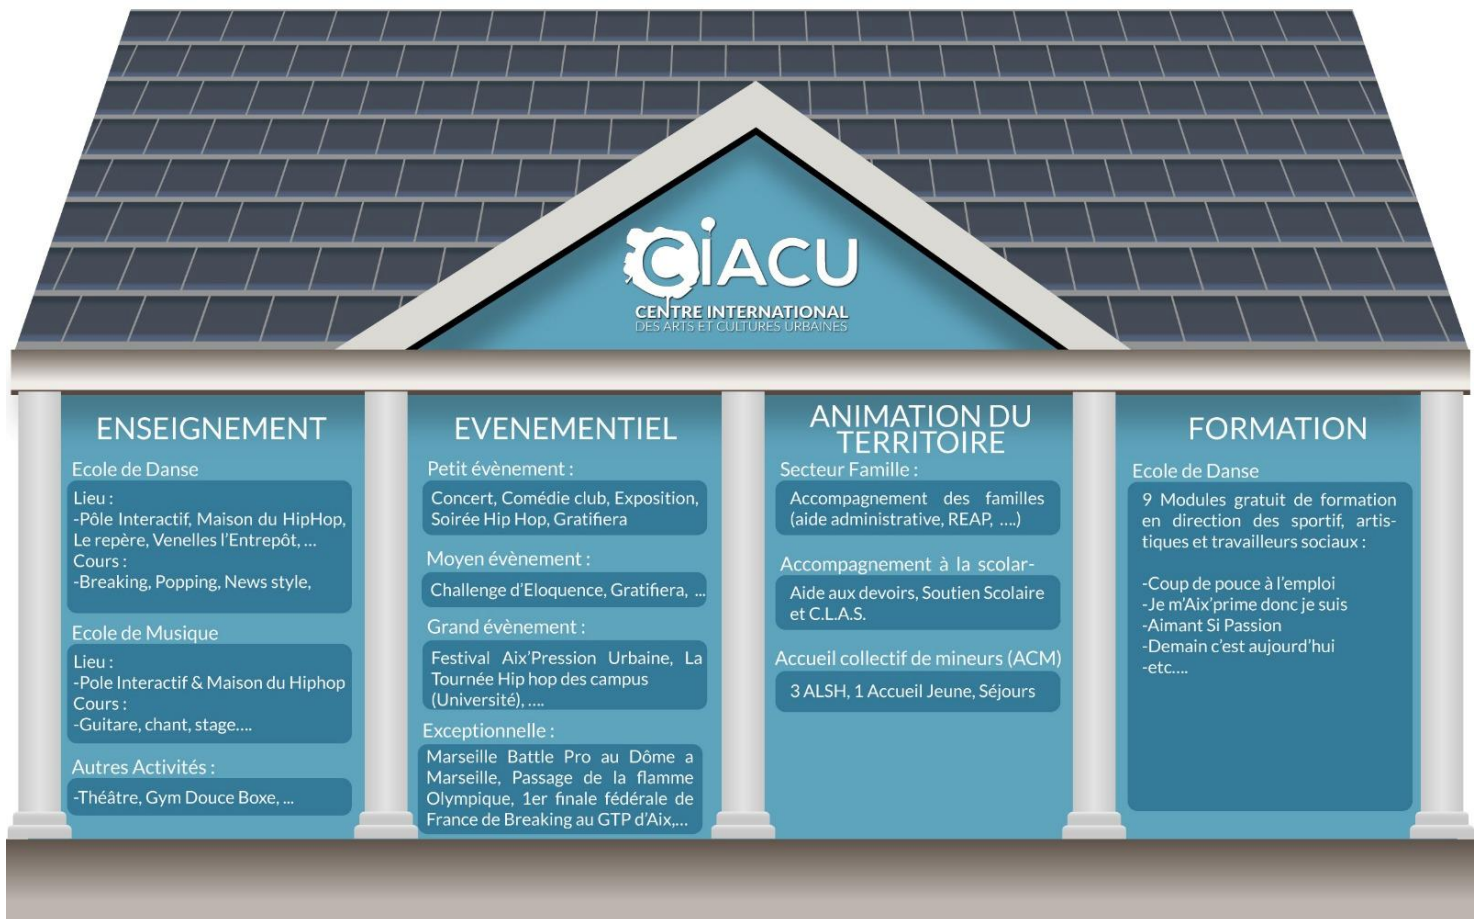 CIACU
CENTRE INTERNATIONAL
DES ARTS ET CULTURES URBAINES
ENSEIGNEMENT
Ecole de Danse
Lieu :
-Pôle Interactif, Maison du HipHop,
Le repère, Venelles l’Entrepôt, ...
Cours :
-Breaking, Popping, News style,
Ecole de Musique
Lieu :
-Pole Interactif & Maison du Hiphop
Cours :
-Guitare, chant, stage....
Autres Activités :
-Théâtre, Gym Douce Boxe, ...
EVENEMENTIEL
Petit évènement :
Concert, Comédie club, Exposition,
Soirée Hip Hop, Gratifiera
Moyen évènement :
Challenge d’Eloquence, Gratifiera, ...
Grand évènement :
Festival Aix’Pression Urbaine, La
Tournée Hip hop des campus
(Université), ....
Exceptionnelle :
Marseille Battle Pro au Dôme a
Marseille, Passage de la flamme
Olympique, 1er finale fédérale de
France de Breaking au GTP d’Aix,...
ANIMATION DU
TERRITOIRE
Secteur Famille :
Accompagnement des familles
(aide administrative, REAP, ....)
Accompagnement à la scolar-
Aide aux devoirs, Soutien Scolaire
et C.L.A.S.
Accueil collectif de mineurs (ACM)
3 ALSH, 1 Accueil Jeune, Séjours
FORMATION
Ecole de Danse
9 Modules gratuit de formation
en direction des sportif, artis-
tiques et travailleurs sociaux :
-Coup de pouce à l’emploi
-Je m’Aix’prime donc je suis
-Aimant Si Passion
-Demain c’est aujourd’hui
-etc....